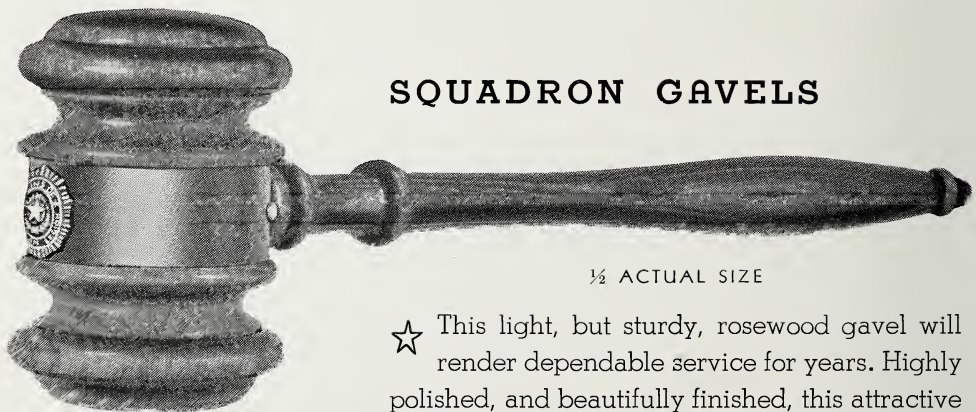 SQUADRON GAVELS
½ ACTUAL SIZE
☆ This light, but sturdy, rosewood gavel will
render dependable service for years. Highly
polished, and beautifully finished, this attractive